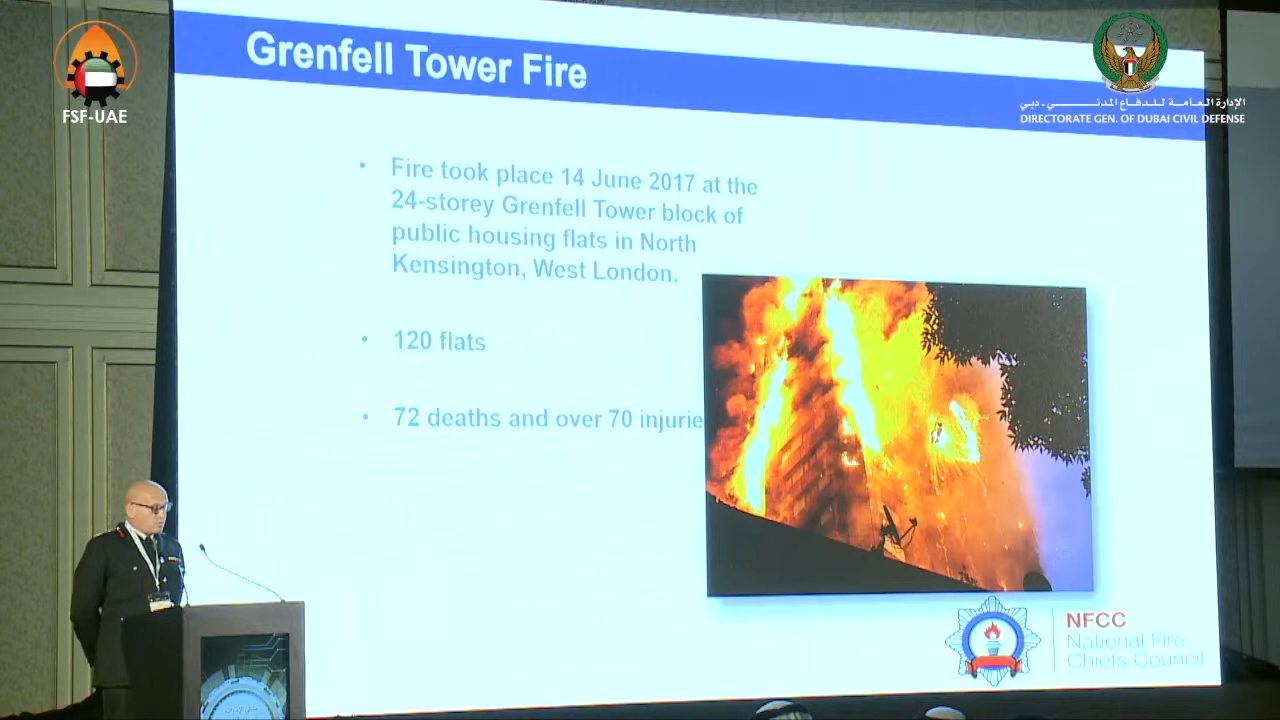 Grenfell Tower Fire
FSF-UAE
الإدارة العامة للدفاع المدني - دبي
DIRECTORATE GEN. OF DUBAI CIVIL DEFENSE
• Fire took place 14 June 2017 at the
24-storey Grenfell Tower block of
public housing flats in North
Kensington, West London.
• 120 flats
• 72 deaths and over 70 injurie
NFCC
National Fire
Chiefs Council